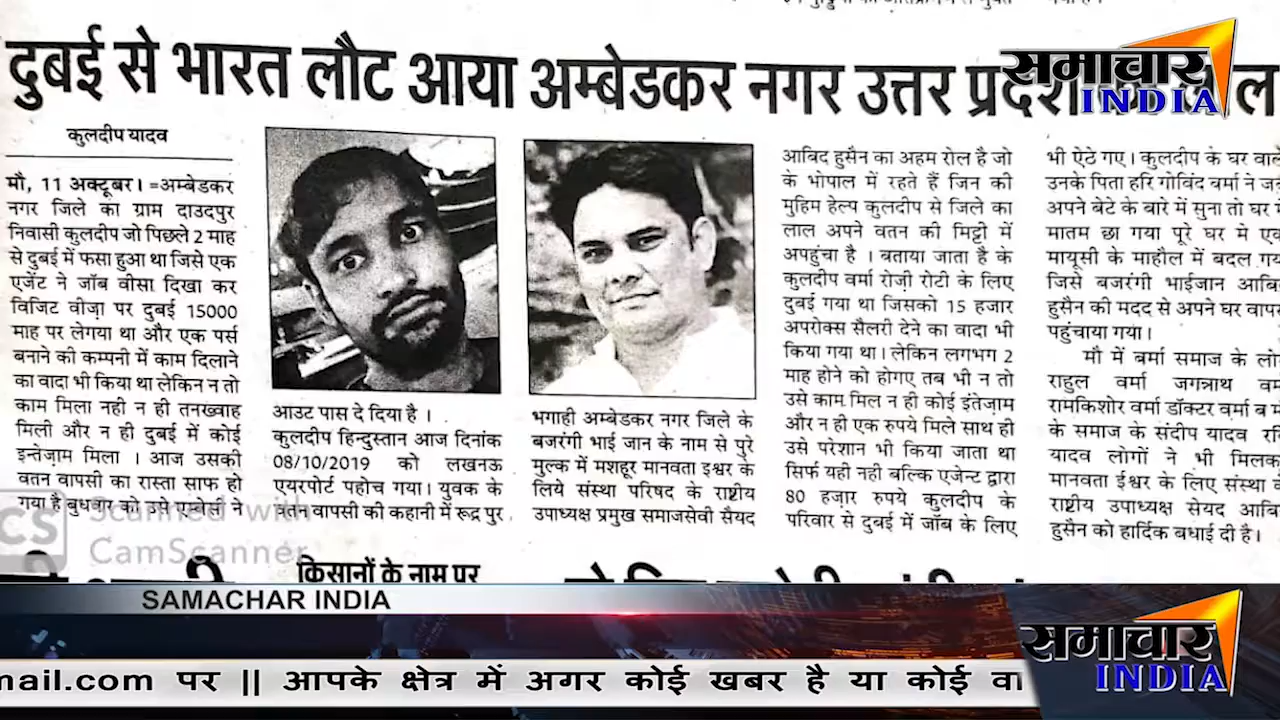 दुबई से भारत लौट आया अम्बेडकर नगर उत्तर प्रदेश
समाचार
INDIA
कुलदीप यादव
मौ, 11 अक्टूबर। =अम्बेडकर
नगर जिले का ग्राम दाउदपुर
निवासी कुलदीप जो पिछले 2 माह
से दुबई में फसा हुआ था जिसे एक
एजेंट ने जॉब वीसा दिखा कर
विजिट वीज़ा पर दुबई 15000
माह पर लेगया था और एक पर्स
बनाने की कम्पनी में काम दिलाने
का वादा भी किया था लेकिन न तो
काम मिला नही न ही तनख्वाह
मिली और न ही दुबई में कोई
इन्तेज़ाम मिला । आज उसकी
वतन वापसी का रास्ता साफ हो
गया है बुधवार को उसे एम्बेसी ने
आउट पास दे दिया है ।
कुलदीप हिन्दुस्तान आज दिनांक
08/10/2019 को लखनऊ
एयरपोर्ट पहोच गया। युवक के
वतन वापसी की कहानी में रूद्र पुर
भगाही अम्बेडकर नगर जिले के
बजरंगी भाई जान के नाम से पुरे
मुल्क में मशहूर मानवता इश्वर के
लिये संस्था परिषद के राष्ट्रीय
उपाध्यक्ष प्रमुख समाजसेवी सैयद
आबिद हुसैन का अहम रोल है जो
के भोपाल में रहते हैं जिन की
मुहिम हेल्प कुलदीप से जिले का
लाल अपने वतन की मिट्टी में
अपहुंचा है । बताया जाता है के
कुलदीप वर्मा रोज़ी रोटी के लिए
दुबई गया था जिसको 15 हजार
अपरोक्स सैलरी देने का वादा भी
किया गया था। लेकिन लगभग 2
माह होने को होगए तब भी न तो
उसे काम मिल न ही कोई इंतेज़ाम
और न ही एक रुपये मिले साथ ही
उसे परेशान भी किया जाता था
सिर्फ यही नही बल्कि एजेन्ट द्वारा
80 हजार रुपये कुलदीप के
परिवार से दुबई में जॉब के लिए
भी ऐंठे गए। कुलदीप के घर
उनके पिता हरि गोविंद वर्मा ने
अपने बेटे के बारे में सुना तो घर
मातम छा गया पूरे घर मे
मायूसी के माहौल में बदल
जिसे बजरंगी भाईजान
हुसैन की मदद से अपने घर
पहुंचाया गया।
मौ में बर्मा समाज के
राहुल वर्मा जगन्नाथ
रामकिशोर वर्मा डॉक्टर वर्मा ब
के समाज के संदीप यादव
यादव लोगों ने भी
मानवता ईश्वर के लिए संस्था
राष्ट्रीय उपाध्यक्ष सेयद
हुसैन को हार्दिक बधाई दी है।
CS Scanned with
CamScanner
किसानों के नाम पर
SAMACHAR INDIA
समाचार
INDIA
mail.com पर || आपके क्षेत्र में अगर कोई खबर है या कोई